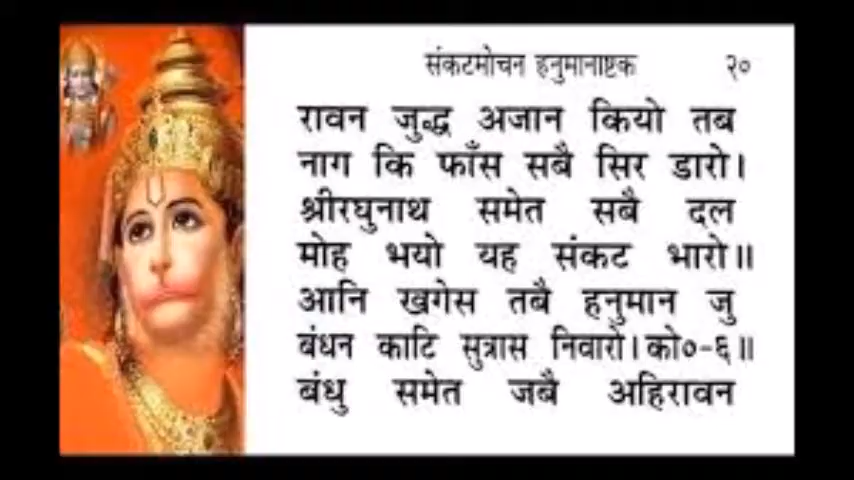 संकटमोचन हनुमानाष्टक २०
रावन जुद्ध अजान कियो तब
नाग कि फाँस सबै सिर डारो।
श्रीरघुनाथ समेत सबै दल
मोह भयो यह संकट भारो॥
आनि खगेस तबै हनुमान जु
बंधन काटि सुत्रास निवारो। को०-६॥
बंधु समेत जबै अहिरावन